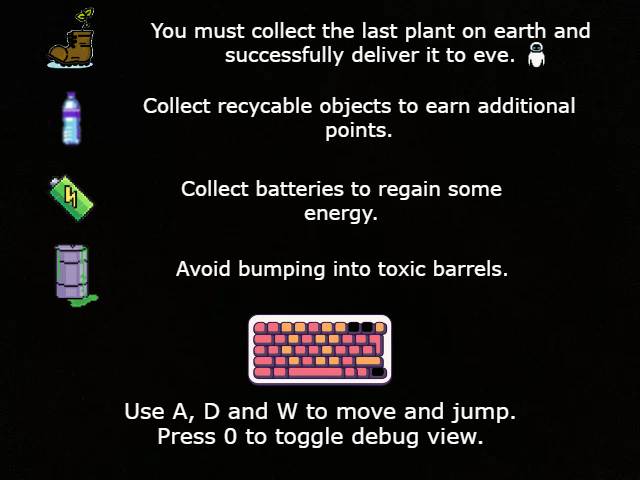 You must collect the last plant on earth and
successfully deliver it to eve.
Collect recycable objects to earn additional
points.
Collect batteries to regain some
energy.
Avoid bumping into toxic barrels.
Use A, D and W to move and jump.
Press 0 to toggle debug view.